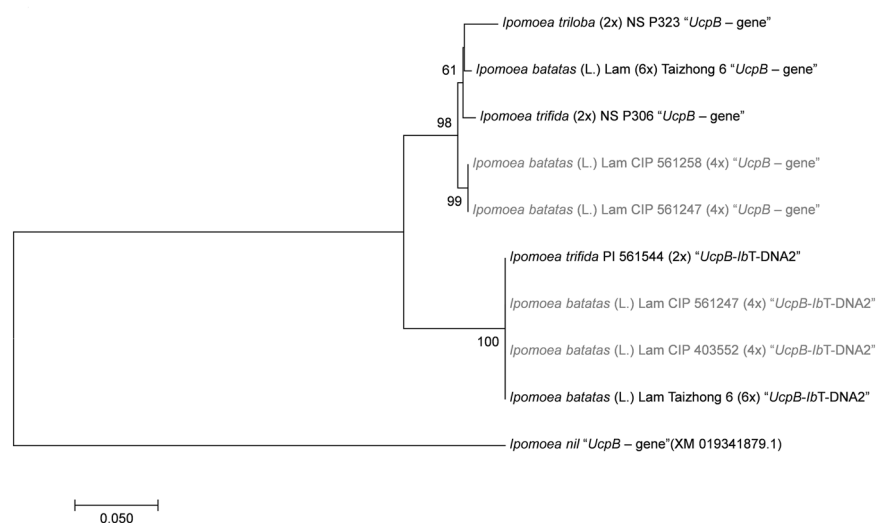 Ipomoea triloba (2x) NS P323 “UcpB – gene”
61
Ipomoea batatas (L.) Lam (6x) Taizhong 6 “UcpB – gene”
Ipomoea trifida (2x) NS P306 “UcpB – gene”
98
Ipomoea batatas (L.) Lam CIP 561258 (4x) “UcpB – gene”
99
Ipomoea batatas (L.) Lam CIP 561247 (4x) “UcpB – gene”
Ipomoea trifida PI 561544 (2x) “UcpB-IbT-DNA2”
Ipomoea batatas (L.) Lam CIP 561247 (4x) “UcpB-IbT-DNA2”
100
Ipomoea batatas (L.) Lam CIP 403552 (4x) “UcpB-IbT-DNA2”
Ipomoea batatas (L.) Lam Taizhong 6 (6x) “UcpB-IbT-DNA2”
Ipomoea nil “UcpB – gene”(XM 019341879.1)
0.050